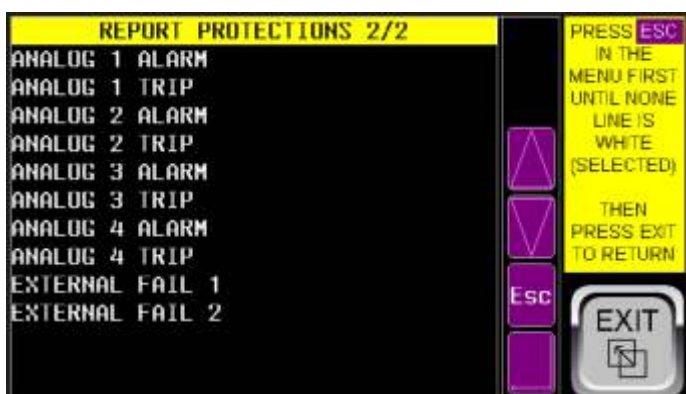 REPORT PROTECTIONS 2/2
ANALOG 1 ALARM
ANALOG 1 TRIP
ANALOG 2 ALARM
ANALOG 2 TRIP
ANALOG 3 ALARM
ANALOG 3 TRIP
ANALOG 4 ALARM
ANALOG 4 TRIP
EXTERNAL FAIL 1
EXTERNAL FAIL 2
Esc
PRESS ESC
IN THE
MENU FIRST
UNTIL NONE
LINE IS
WHITE
(SELECTED)
THEN
PRESS EXIT
TO RETURN
EXIT